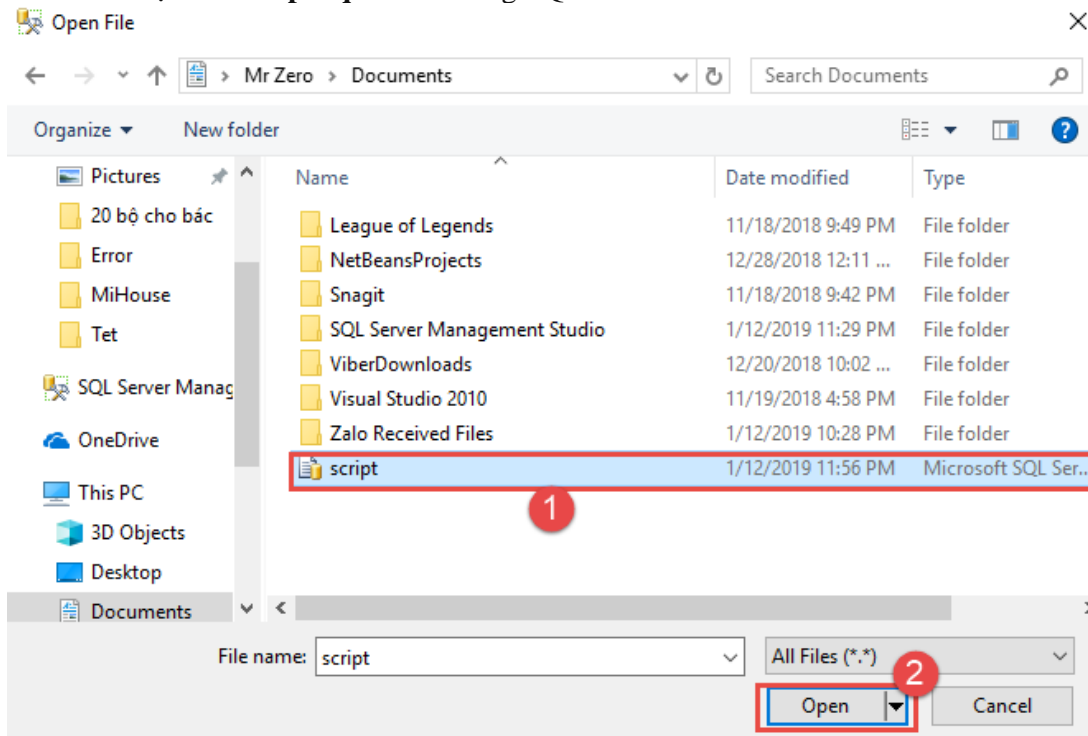 Open File
Mr Zero > Documents
Search Documents
Organize
New folder
Name
Date modified
Type
Pictures
20 bộ cho bác
Error
MiHouse
Tet
SQL Server Manag
OneDrive
This PC
3D Objects
Desktop
Documents
League of Legends 11/18/2018 9:49 PM File folder
NetBeansProjects 12/28/2018 12:11 ... File folder
Snagit 11/18/2018 9:42 PM File folder
SQL Server Management Studio 1/12/2019 11:29 PM File folder
ViberDownloads 12/20/2018 10:02 ... File folder
Visual Studio 2010 11/19/2018 4:58 PM File folder
Zalo Received Files 1/12/2019 10:28 PM File folder
script 1/12/2019 11:56 PM Microsoft SQL Ser...
1
File name: script
All Files (*.*)
2
Open
Cancel